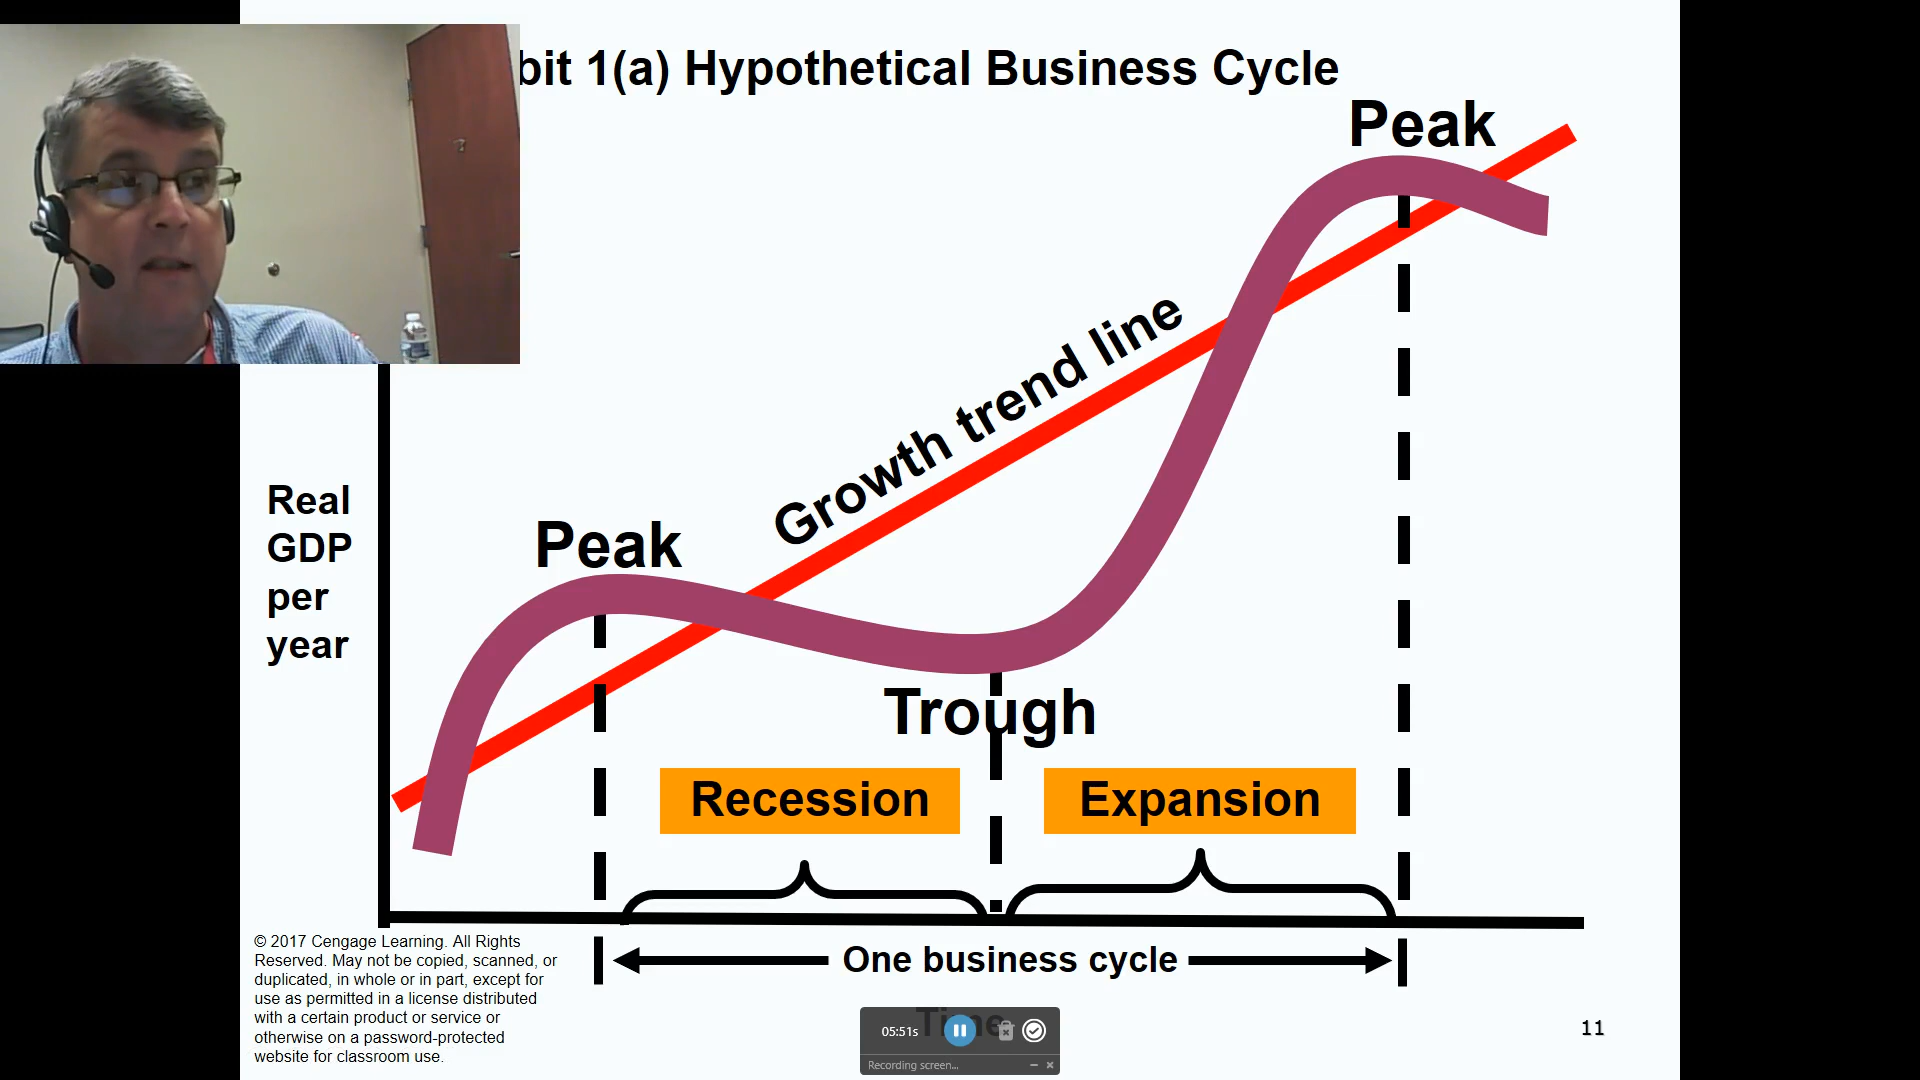 bit 1(a) Hypothetical Business Cycle
Peak
Growth trend line
Real
GDP
per
year
Peak
Trough
Recession
Expansion
One business cycle
© 2017 Cengage Learning. All Rights
Reserved. May not be copied, scanned, or
duplicated, in whole or in part, except for
use as permitted in a license distributed
with a certain product or service or
otherwise on a password-protected
website for classroom use.
Time
05:51s
Recording screen...
11